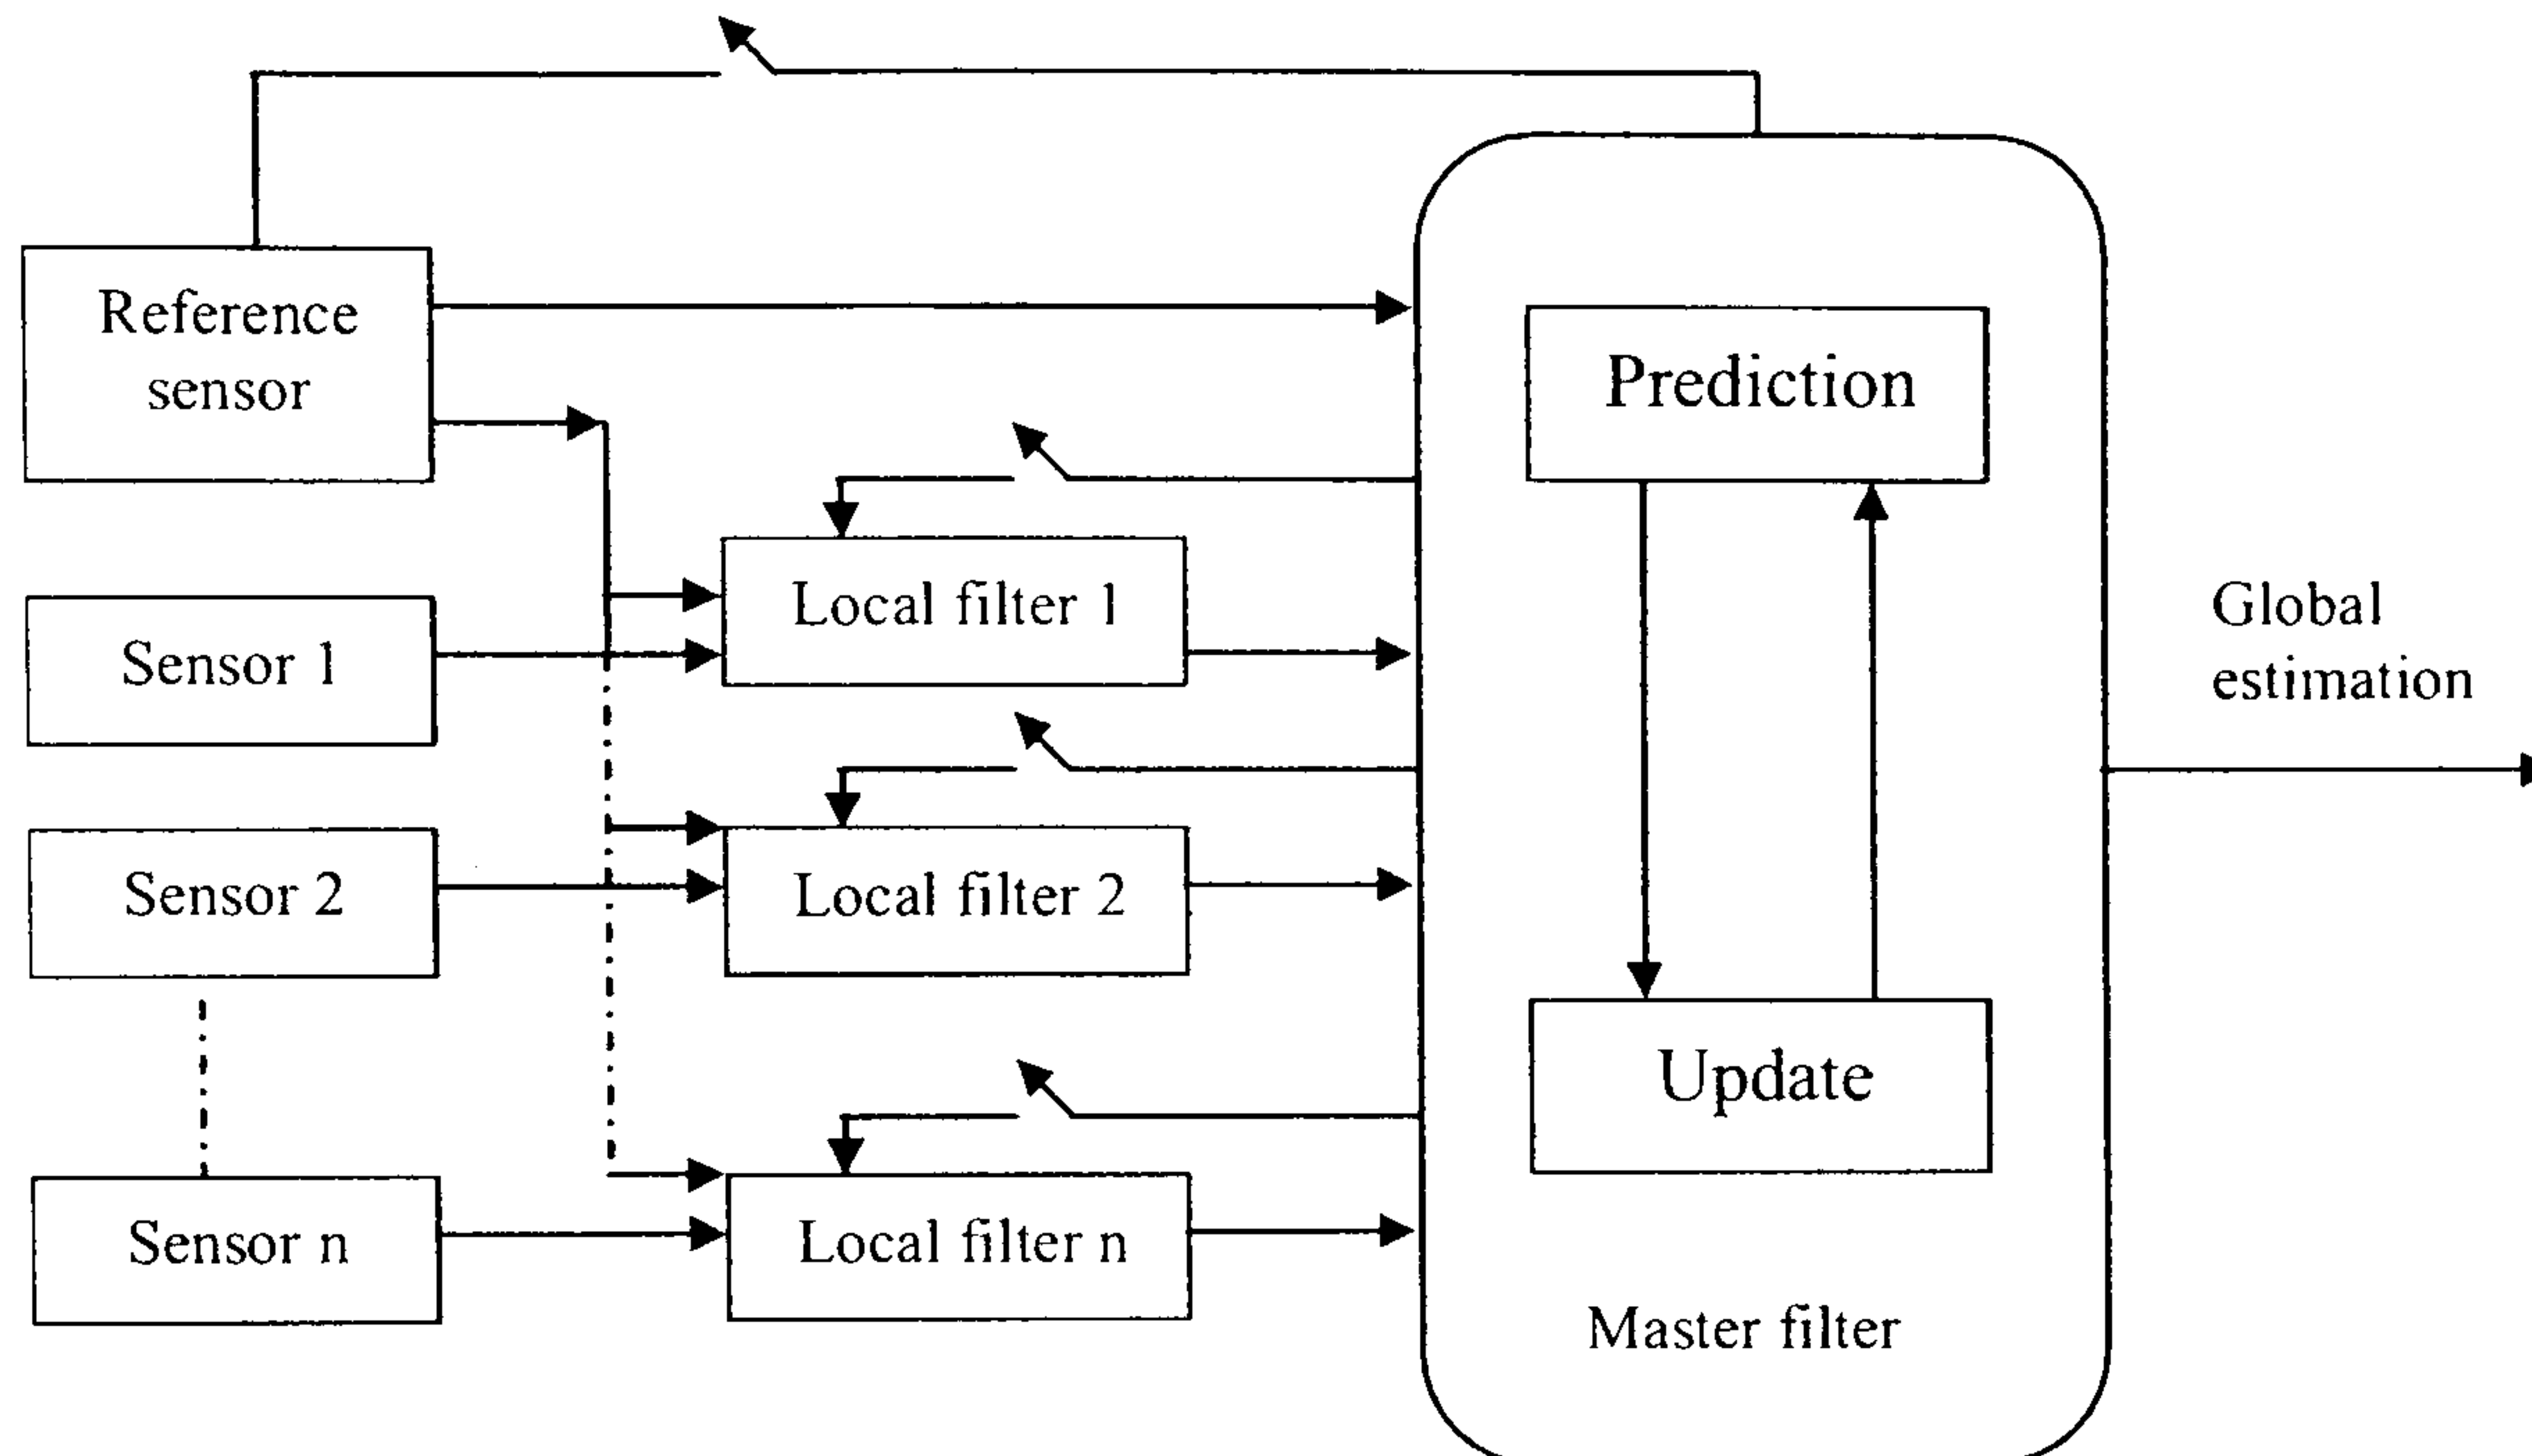 Reference
sensor
Prediction
Local filter 1
Sensor 1
Global
estimation
Local filter 2
Sensor 2
Update
Local filter n
Sensor n
Master filter